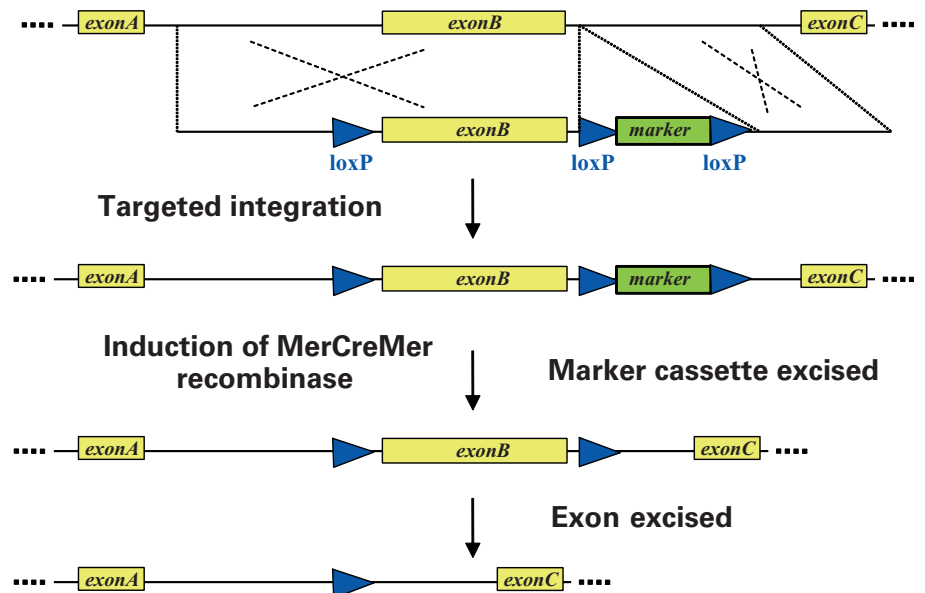 exonA exonB exonC
exonB marker
loxP loxP loxP
Targeted integration
exonA exonB marker exonC
Induction of MerCreMer
recombinase
Marker cassette excised
exonA exonB exonC
Exon excised
exonA exonC